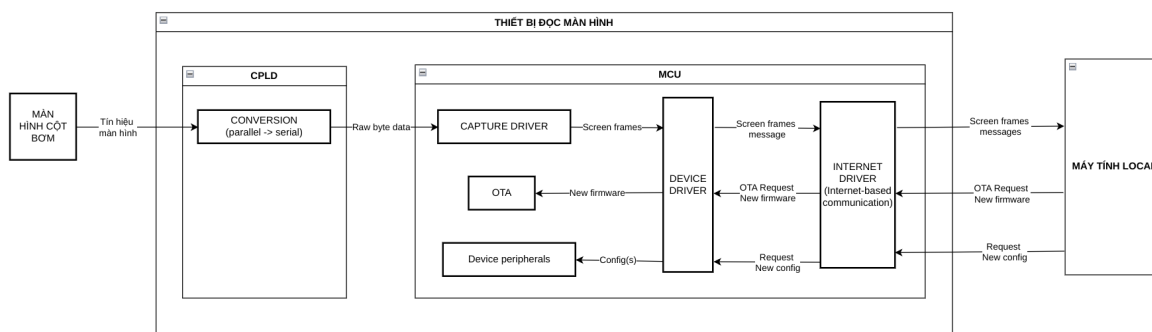 THIẾT BỊ ĐỌC MÀN HÌNH
CPLD
MCU
MÀN
HÌNH CỘT
BƠM
Tín hiệu
màn hình
CONVERSION
(parallel -> serial)
Raw byte data
CAPTURE DRIVER
Screen frames
DEVICE
DRIVER
Screen frames
message
INTERNET
DRIVER
(Internet-based
communication)
Screen frames
messages
MÁY TÍNH LOCAL
OTA
New firmware
OTA Request
New firmware
OTA Request
New firmware
Device peripherals
Config(s)
Request
New config
Request
New config